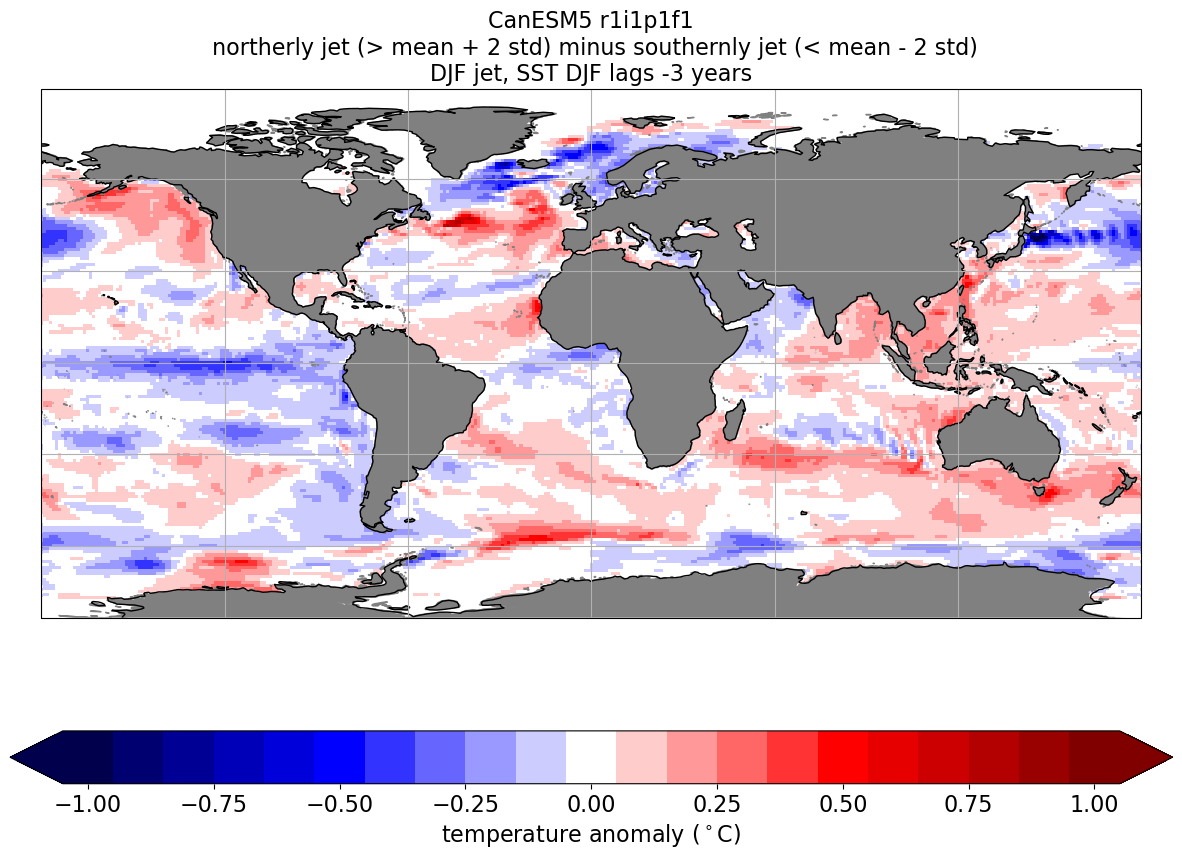 CanESM5 r1i1p1f1
northerly jet (> mean + 2 std) minus southernly jet (< mean - 2 std)
DJF jet, SST DJF lags -3 years
−1.00 −0.75 −0.50 −0.25 0.00 0.25 0.50 0.75 1.00
temperature anomaly (°C)